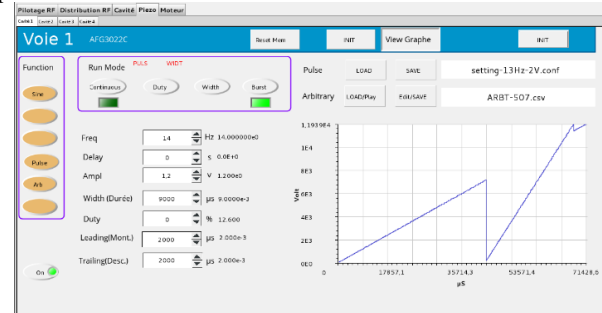 Pilotage RF Distribution RF Cavité Piezo Moteur
Cavité 1 Cavité 2 Cavité 3 Cavité 4
Voie 1 AFG3022C Reset Mem INIT View Graphe INIT
Function
Sine
Pulse
Arb
On
Run Mode PULS WIDT
Continuous Duty Width Burst
Pulse LOAD SAVE setting-13Hz-2V.conf
Arbitrary LOAD/Play Edit/SAVE ARBT-507.csv
Freq 14 Hz 14.000000e0
Delay 0 s 0.0E+0
Ampl 1,2 V 1.200e0
Width (Durée) 9000 µs 9.0000e-3
Duty 0 % 12.600
Leading(Mont.) 2000 µs 2.000e-3
Trailing(Desc.) 2000 µs 2.000e-3
Volt
1,1939E4
1E4
8E3
6E3
4E3
2E3
0E0
0 17857,1 35714,3 53571,4 71428,6
µS